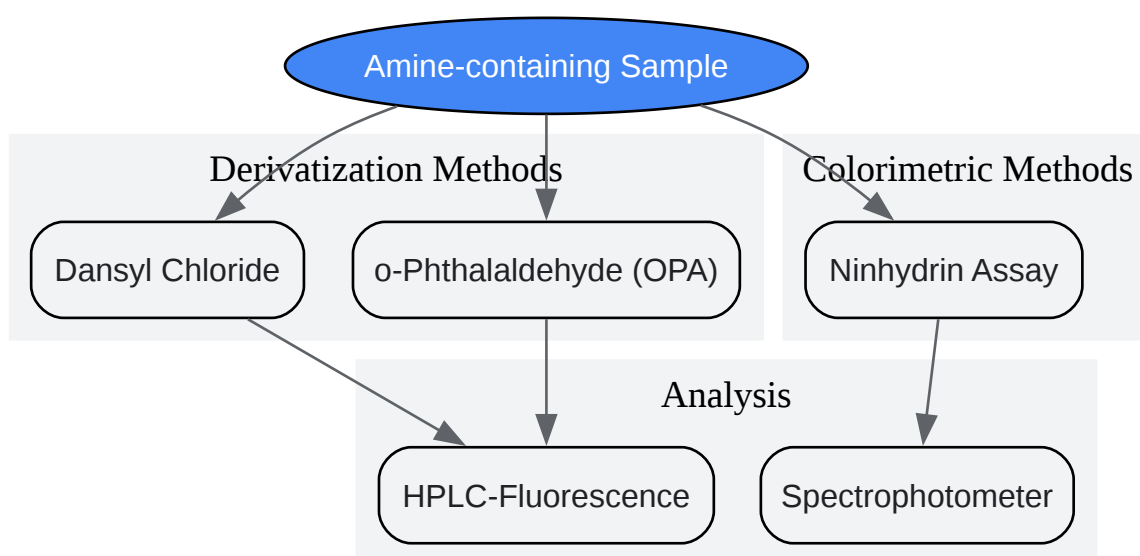 Amine-containing Sample
Derivatization Methods
Colorimetric Methods
Dansyl Chloride
o-Phthalaldehyde (OPA)
Ninhydrin Assay
Analysis
HPLC-Fluorescence
Spectrophotometer